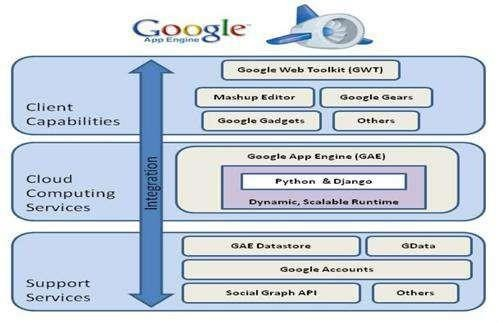 Google
App Engine
Google Web Toolkit (GWT)
Client
Capabilities
Mashup Editor
Google Gears
Google Gadgets
Others
Integration
Cloud
Computing
Services
Google App Engine (GAE)
Python & Django
Dynamic, Scalable Runtime
Support
Services
GAE Datastore
GData
Google Accounts
Social Graph API
Others